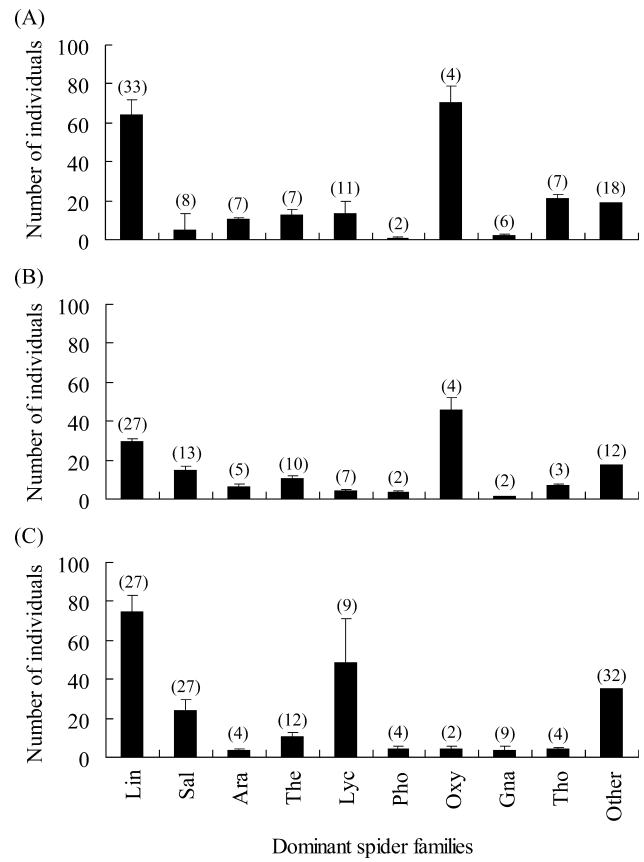 (A)
Number of individuals
100
80
60
40
20
0
(33) (8) (7) (7) (11) (2) (4) (6) (7) (18)
(B)
Number of individuals
100
80
60
40
20
0
(27) (13) (5) (10) (7) (2) (4) (2) (3) (12)
(C)
Number of individuals
100
80
60
40
20
0
(27) (27) (4) (12) (9) (4) (2) (9) (4) (32)
Lin Sal Ara The Lyc Pho Oxy Gna Tho Other
Dominant spider families